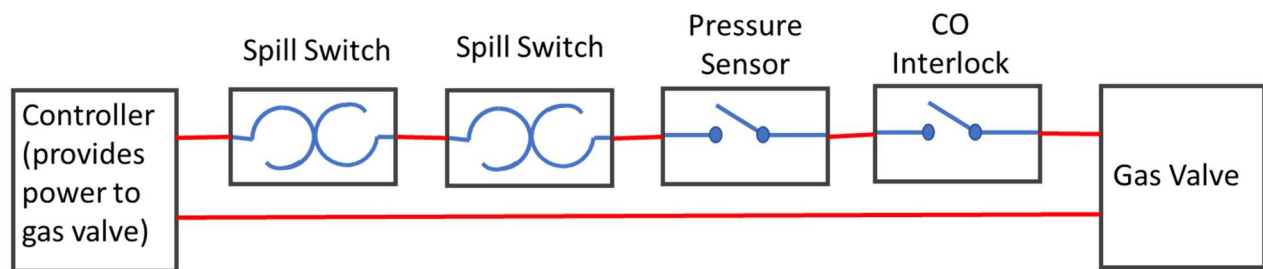 Spill Switch
Spill Switch
Pressure
Sensor
CO
Interlock
Controller
(provides
power to
gas valve)
Gas Valve